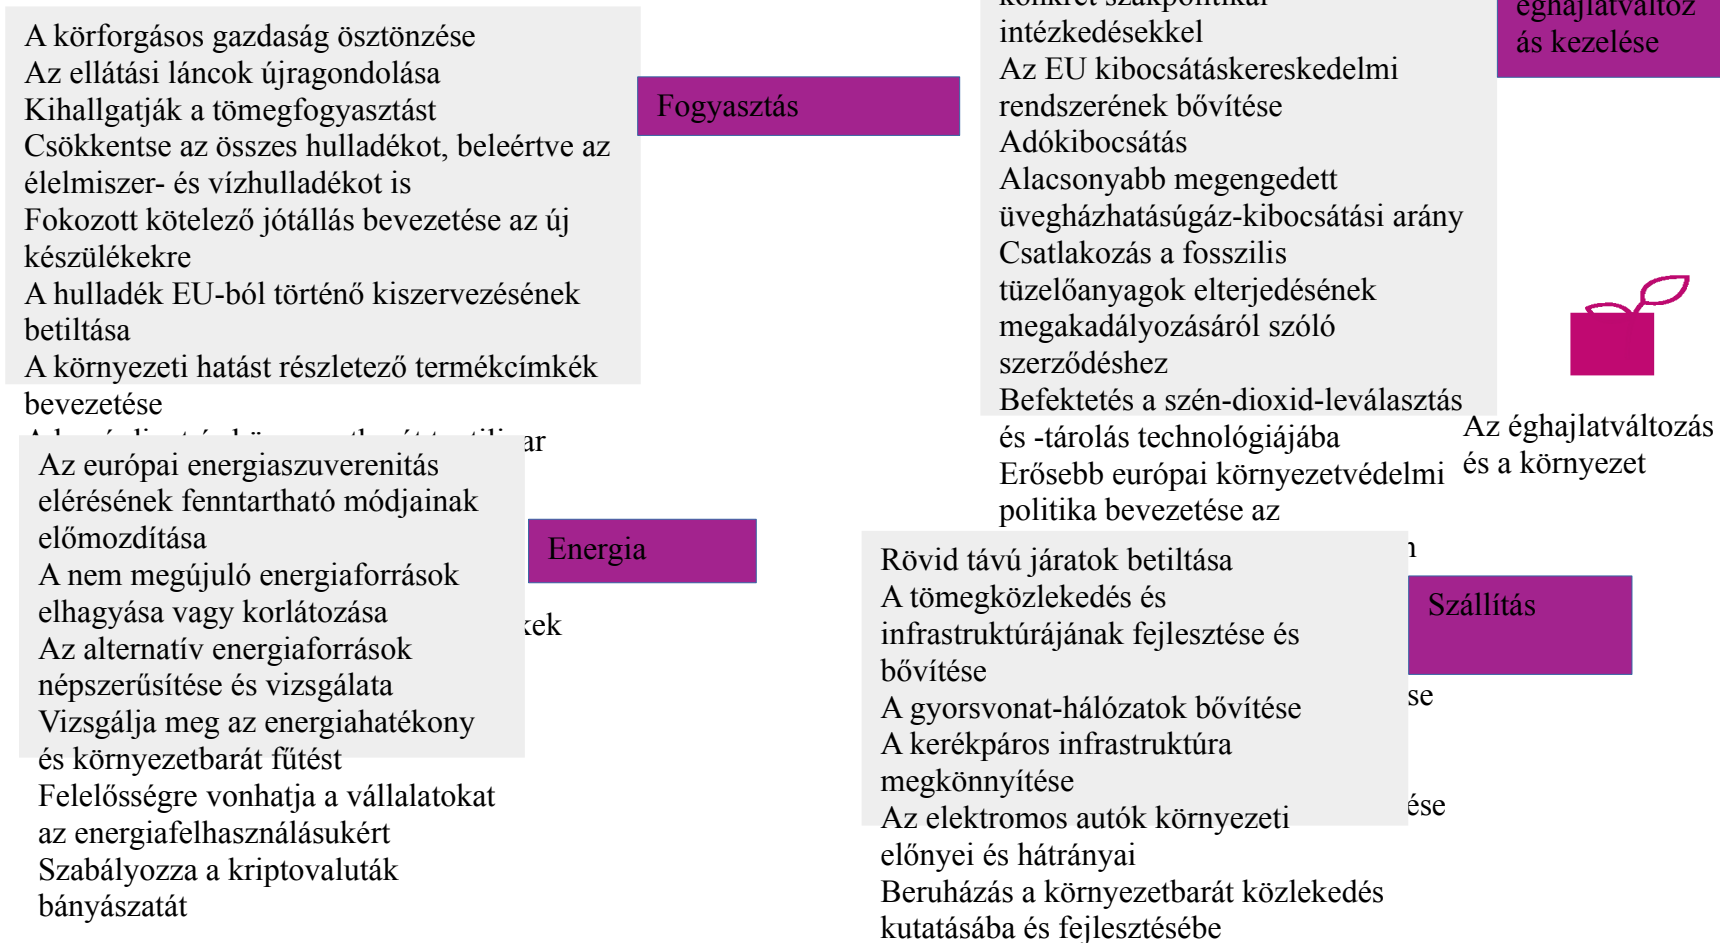 A körforgásos gazdaság ösztönzése
Az ellátási láncok újragondolása
Kihallgatják a tömegfogyasztást
Csökkentse az összes hulladékot, beleértve az
élelmiszer- és vízhulladékot is
Fokozott kötelező jótállás bevezetése az új
készülékekre
A hulladék EU-ból történő kiszervezésének
betiltása
A környezeti hatást részletező termékcímkék
bevezetése
Fogyasztás
Az európai energiaszuverenitás
elérésének fenntartható módjainak
előmozdítása
A nem megújuló energiaforrások
elhagyása vagy korlátozása
Az alternatív energiaforrások
népszerűsítése és vizsgálata
Vizsgálja meg az energiahatékony
és környezetbarát fűtést
Felelősségre vonhatja a vállalatokat
az energiafelhasználásukért
Szabályozza a kriptovaluták
bányászatát
Energia
konkrét szakpolitikai
intézkedésekkel
Az EU kibocsátáskereskedelmi
rendszerének bővítése
Adókibocsátás
Alacsonyabb megengedett
üvegházhatásúgáz-kibocsátási arány
Csatlakozás a fosszilis
tüzelőanyagok elterjedésének
megakadályozásáról szóló
szerződéshez
Befektetés a szén-dioxid-leválasztás
és -tárolás technológiájába
Erősebb európai környezetvédelmi
politika bevezetése az
éghajlatváltoz
ás kezelése
Az éghajlatváltozás
és a környezet
Rövid távú járatok betiltása
A tömegközlekedés és
infrastruktúrájának fejlesztése és
bővítése
A gyorsvonat-hálózatok bővítése
A kerékpáros infrastruktúra
megkönnyítése
Az elektromos autók környezeti
előnyei és hátrányai
Beruházás a környezetbarát közlekedés
kutatásába és fejlesztésébe
Szállítás